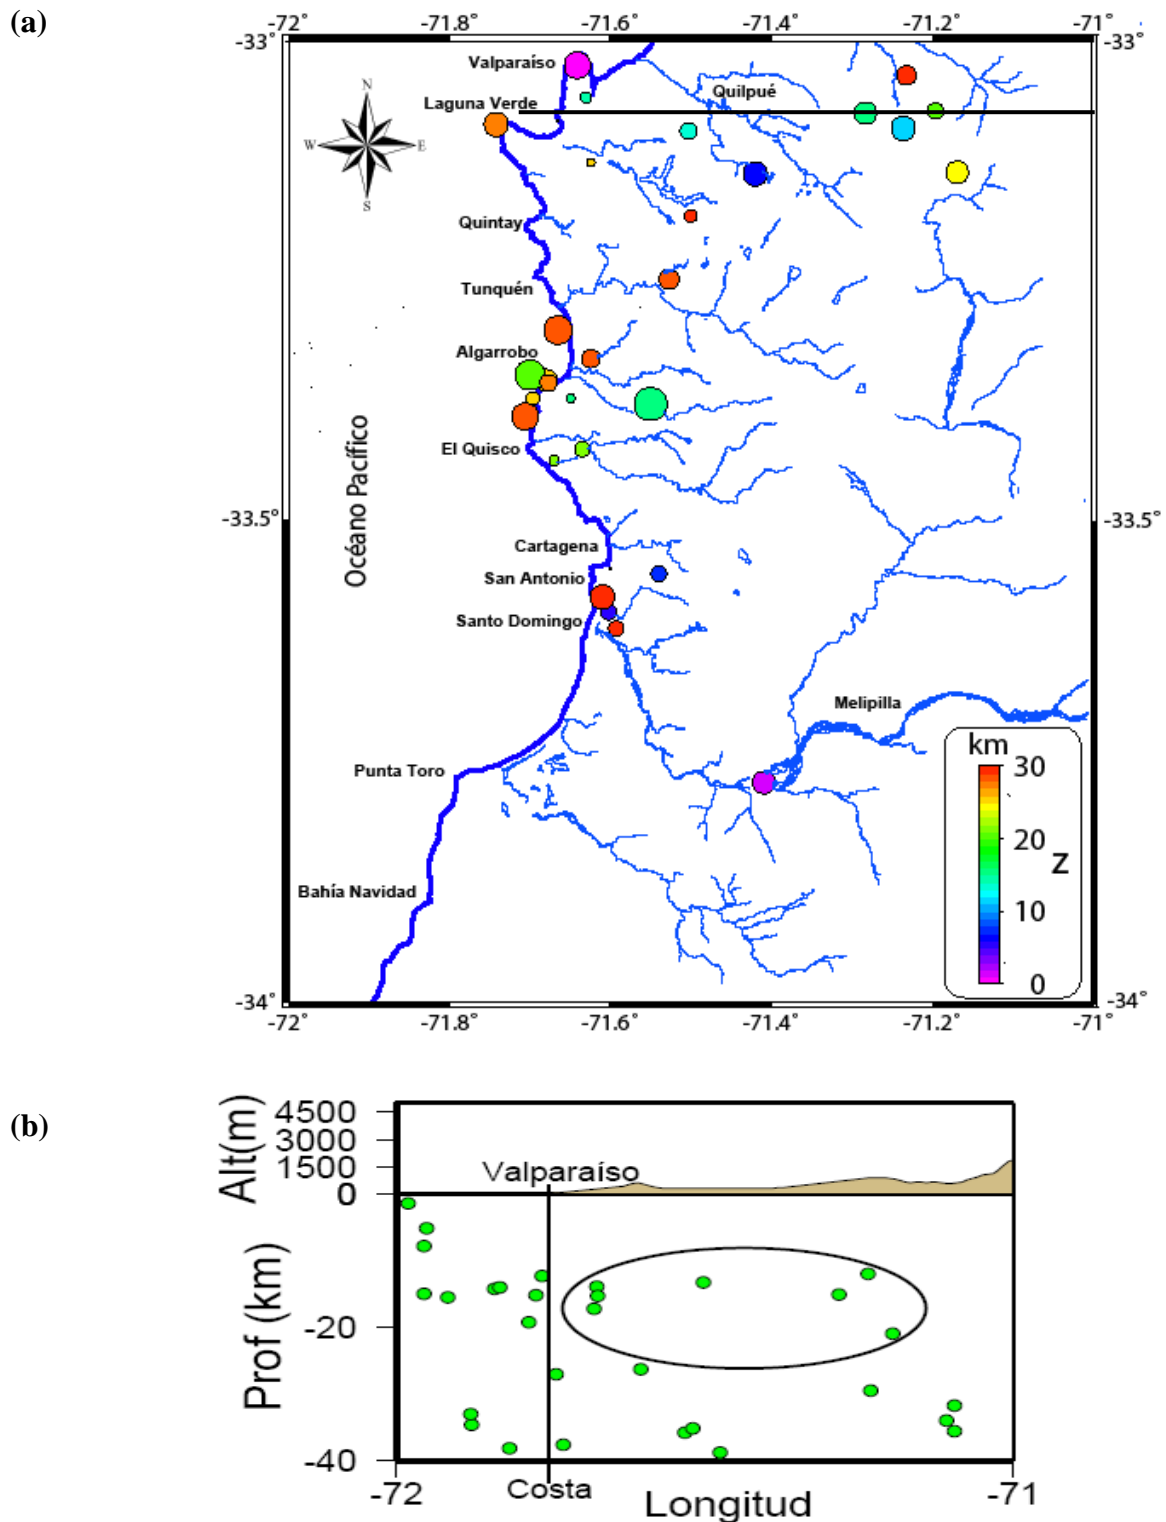 (a)
-72° -71.8° -71.6° -71.4° -71.2° -71°
-33° -33°
Valparaíso
N
Quilpué
Laguna Verde
W E
S
Quintay
Tunquén
Algarrobo
El Quisco
Océano Pacífico
-33.5° -33.5°
Cartagena
San Antonio
Santo Domingo
Melipilla
km
30
Punta Toro
20
Z
Bahía Navidad
10
0
-34° -34°
-72 -71.8° -71.6° -71.4° -71.2° -71°
(b)
Alt(m)
4500
3000
1500
0
Valparaíso
Prof (km)
-20
-40
-72 -71
Costa
Longitud